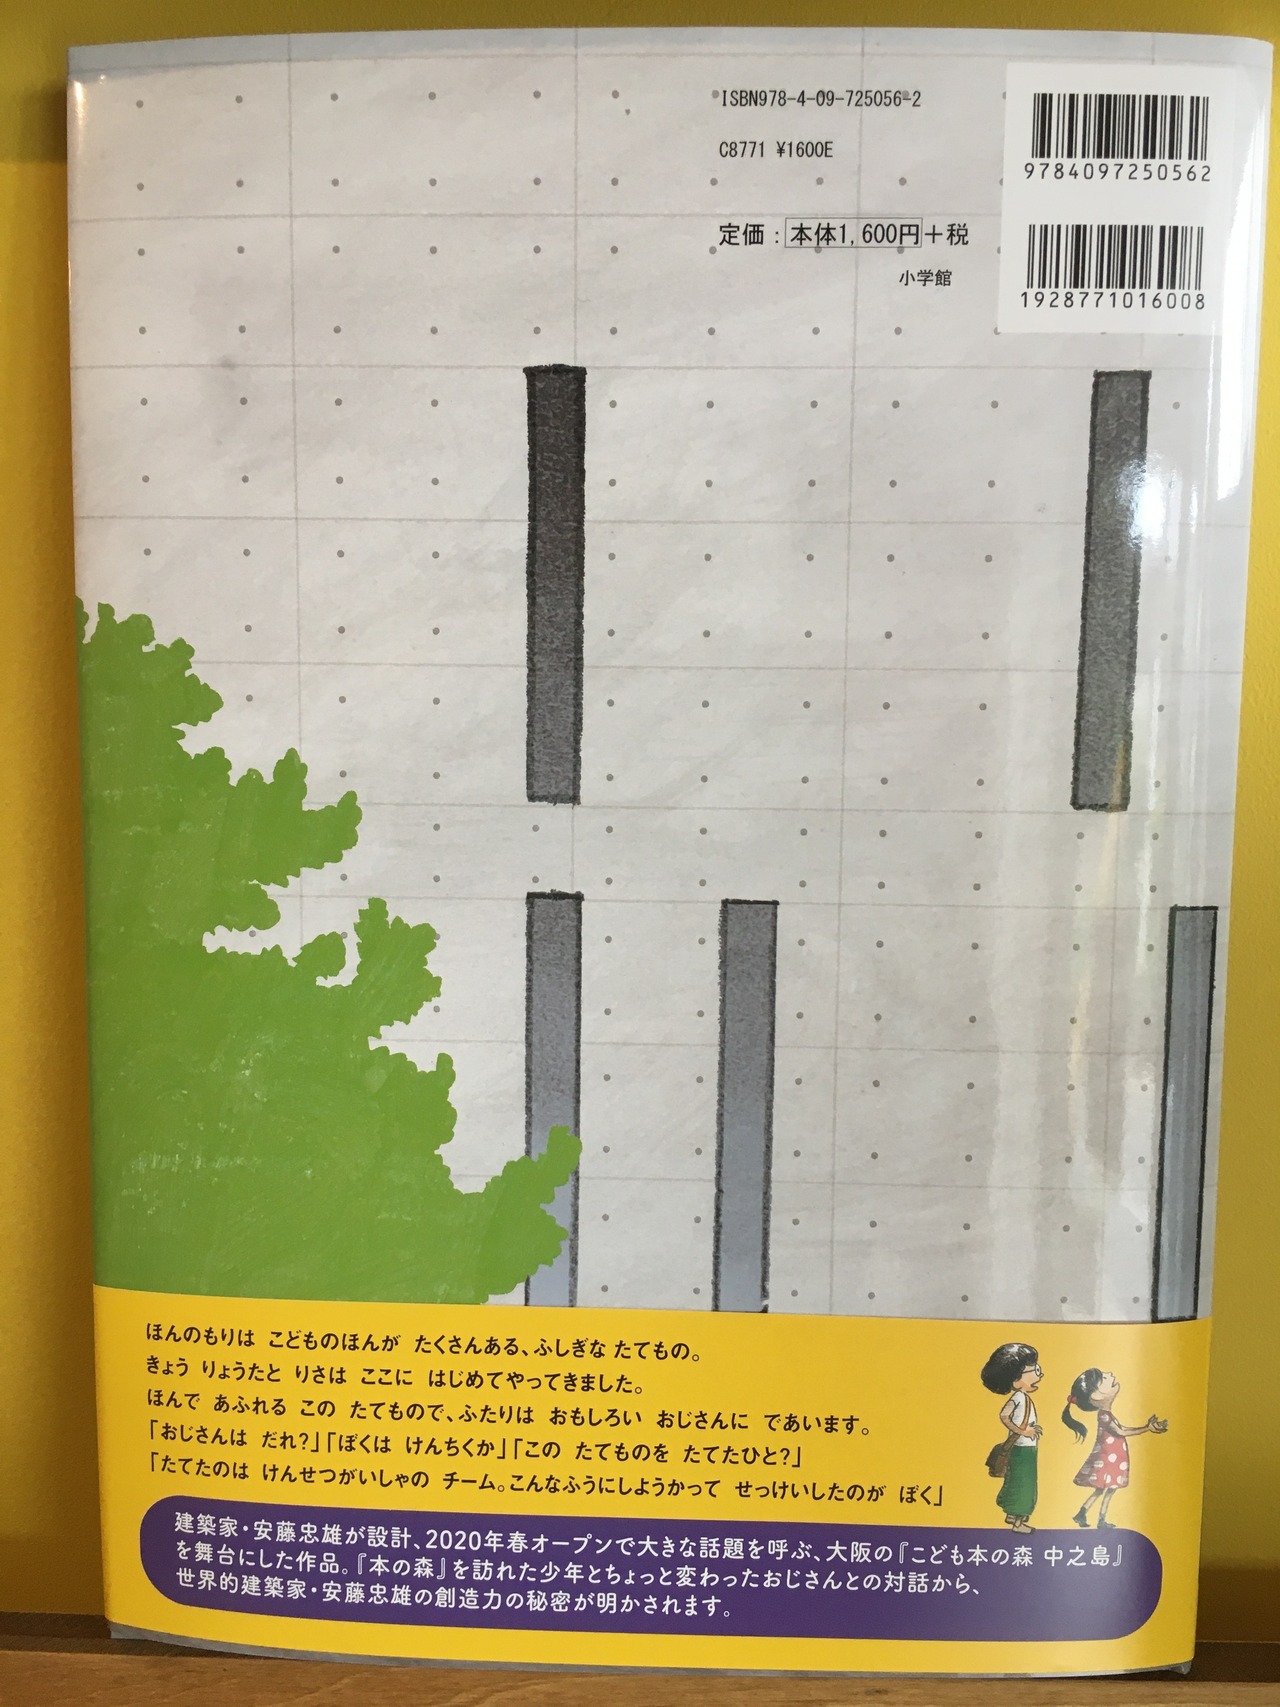 ISBN978-4-09-725056-2
C8771 ¥1600E
定価：本体1,600円＋税
小学館
9784097250562
1928771016008
ほんのもりは こどものほんが たくさんある、ふしぎな たてもの。
きょう りょうたと りさは ここに はじめてやってきました。
ほんで あふれる この たてもので、ふたりは おもしろい おじさんに であいます。
「おじさんは だれ？」「ぼくは けんちくか」「この たてものを たてたひと？」
「たてたのは けんせつがいしゃの チーム。こんなふうにしようかって せっけいしたのが ぼく」
建築家・安藤忠雄が設計、2020年春オープンで大きな話題を呼ぶ、大阪の『こども本の森 中之島』
を舞台にした作品。『本の森』を訪れた少年とちょっと変わったおじさんとの対話から、
世界的建築家・安藤忠雄の創造力の秘密が明かされます。